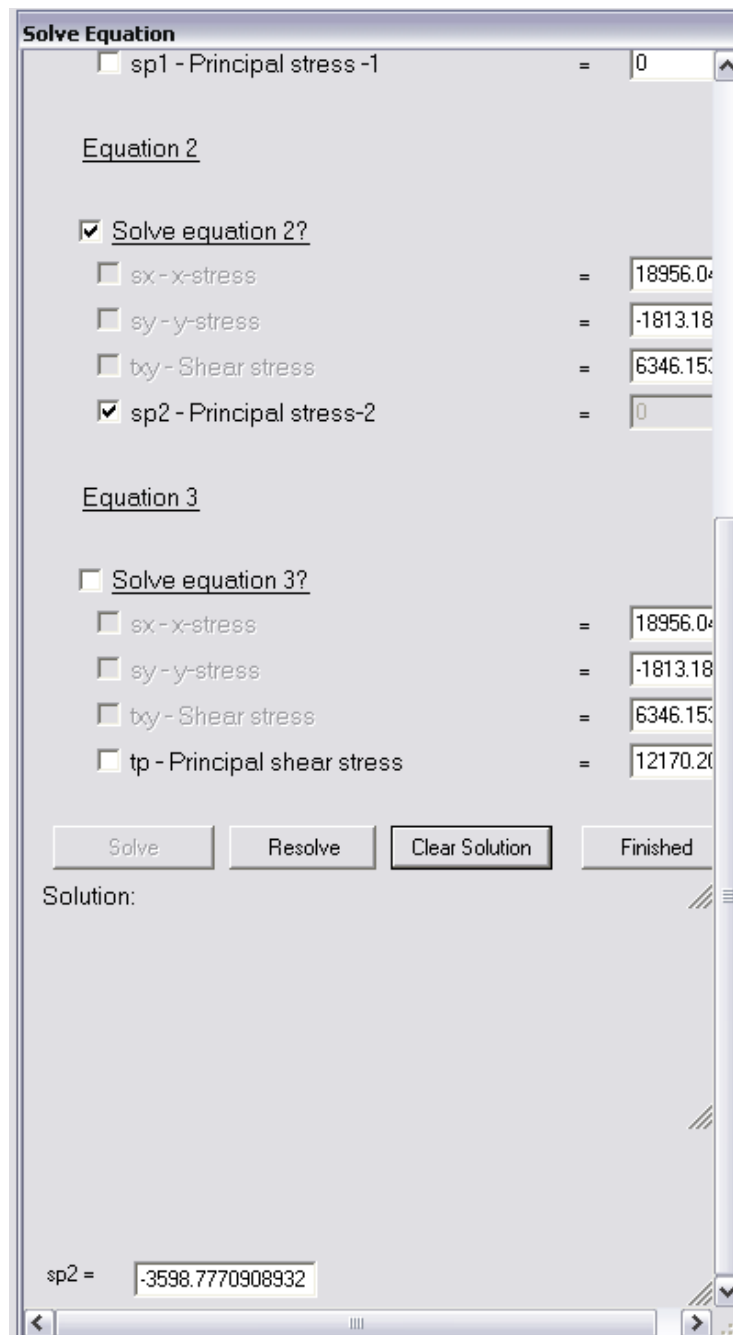 Solve Equation
sp1 - Principal stress -1 = 0
Equation 2
Solve equation 2?
sx - x-stress = 18956.04
sy - y-stress = -1813.18
txy - Shear stress = 6346.153
sp2 - Principal stress-2 = 0
Equation 3
Solve equation 3?
sx - x-stress = 18956.04
sy - y-stress = -1813.18
txy - Shear stress = 6346.153
tp - Principal shear stress = 12170.20
Solve Resolve Clear Solution Finished
Solution:
sp2 = -3598.7770908932